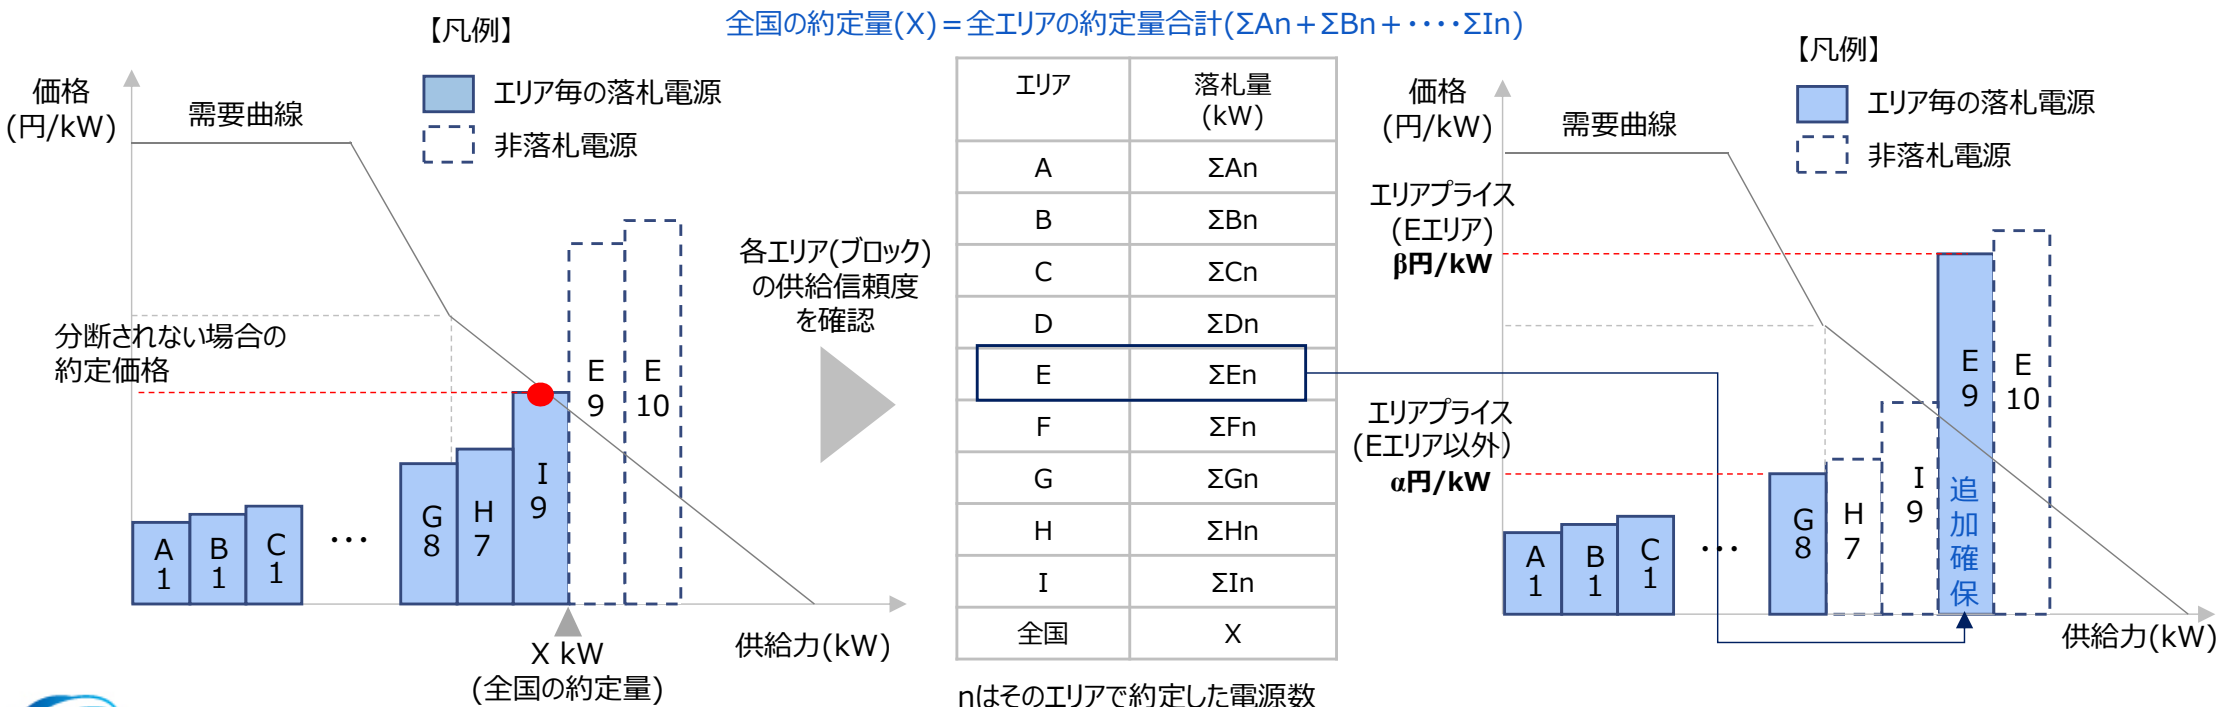 全国の約定量(X)＝全エリアの約定量合計(ΣAn＋ΣBn＋・・・・ΣIn)
【凡例】
エリア毎の落札電源
非落札電源
価格
(円/kW)
需要曲線
分断されない場合の
約定価格
A
1
B
1
C
1
…
G
8
H
7
I
9
E
9
E
10
X kW
(全国の約定量)
供給力(kW)
各エリア(ブロック)
の供給信頼度
を確認
エリア 落札量
(kW)
A ΣAn
B ΣBn
C ΣCn
D ΣDn
E ΣEn
F ΣFn
G ΣGn
H ΣHn
I ΣIn
全国 X
nはそのエリアで約定した電源数
【凡例】
エリア毎の落札電源
非落札電源
価格
(円/kW)
需要曲線
エリアプライス
(Eエリア)
β円/kW
エリアプライス
(Eエリア以外)
α円/kW
A
1
B
1
C
1
…
G
8
H
7
I
9
E
9
追
加
確
保
E
10
供給力(kW)